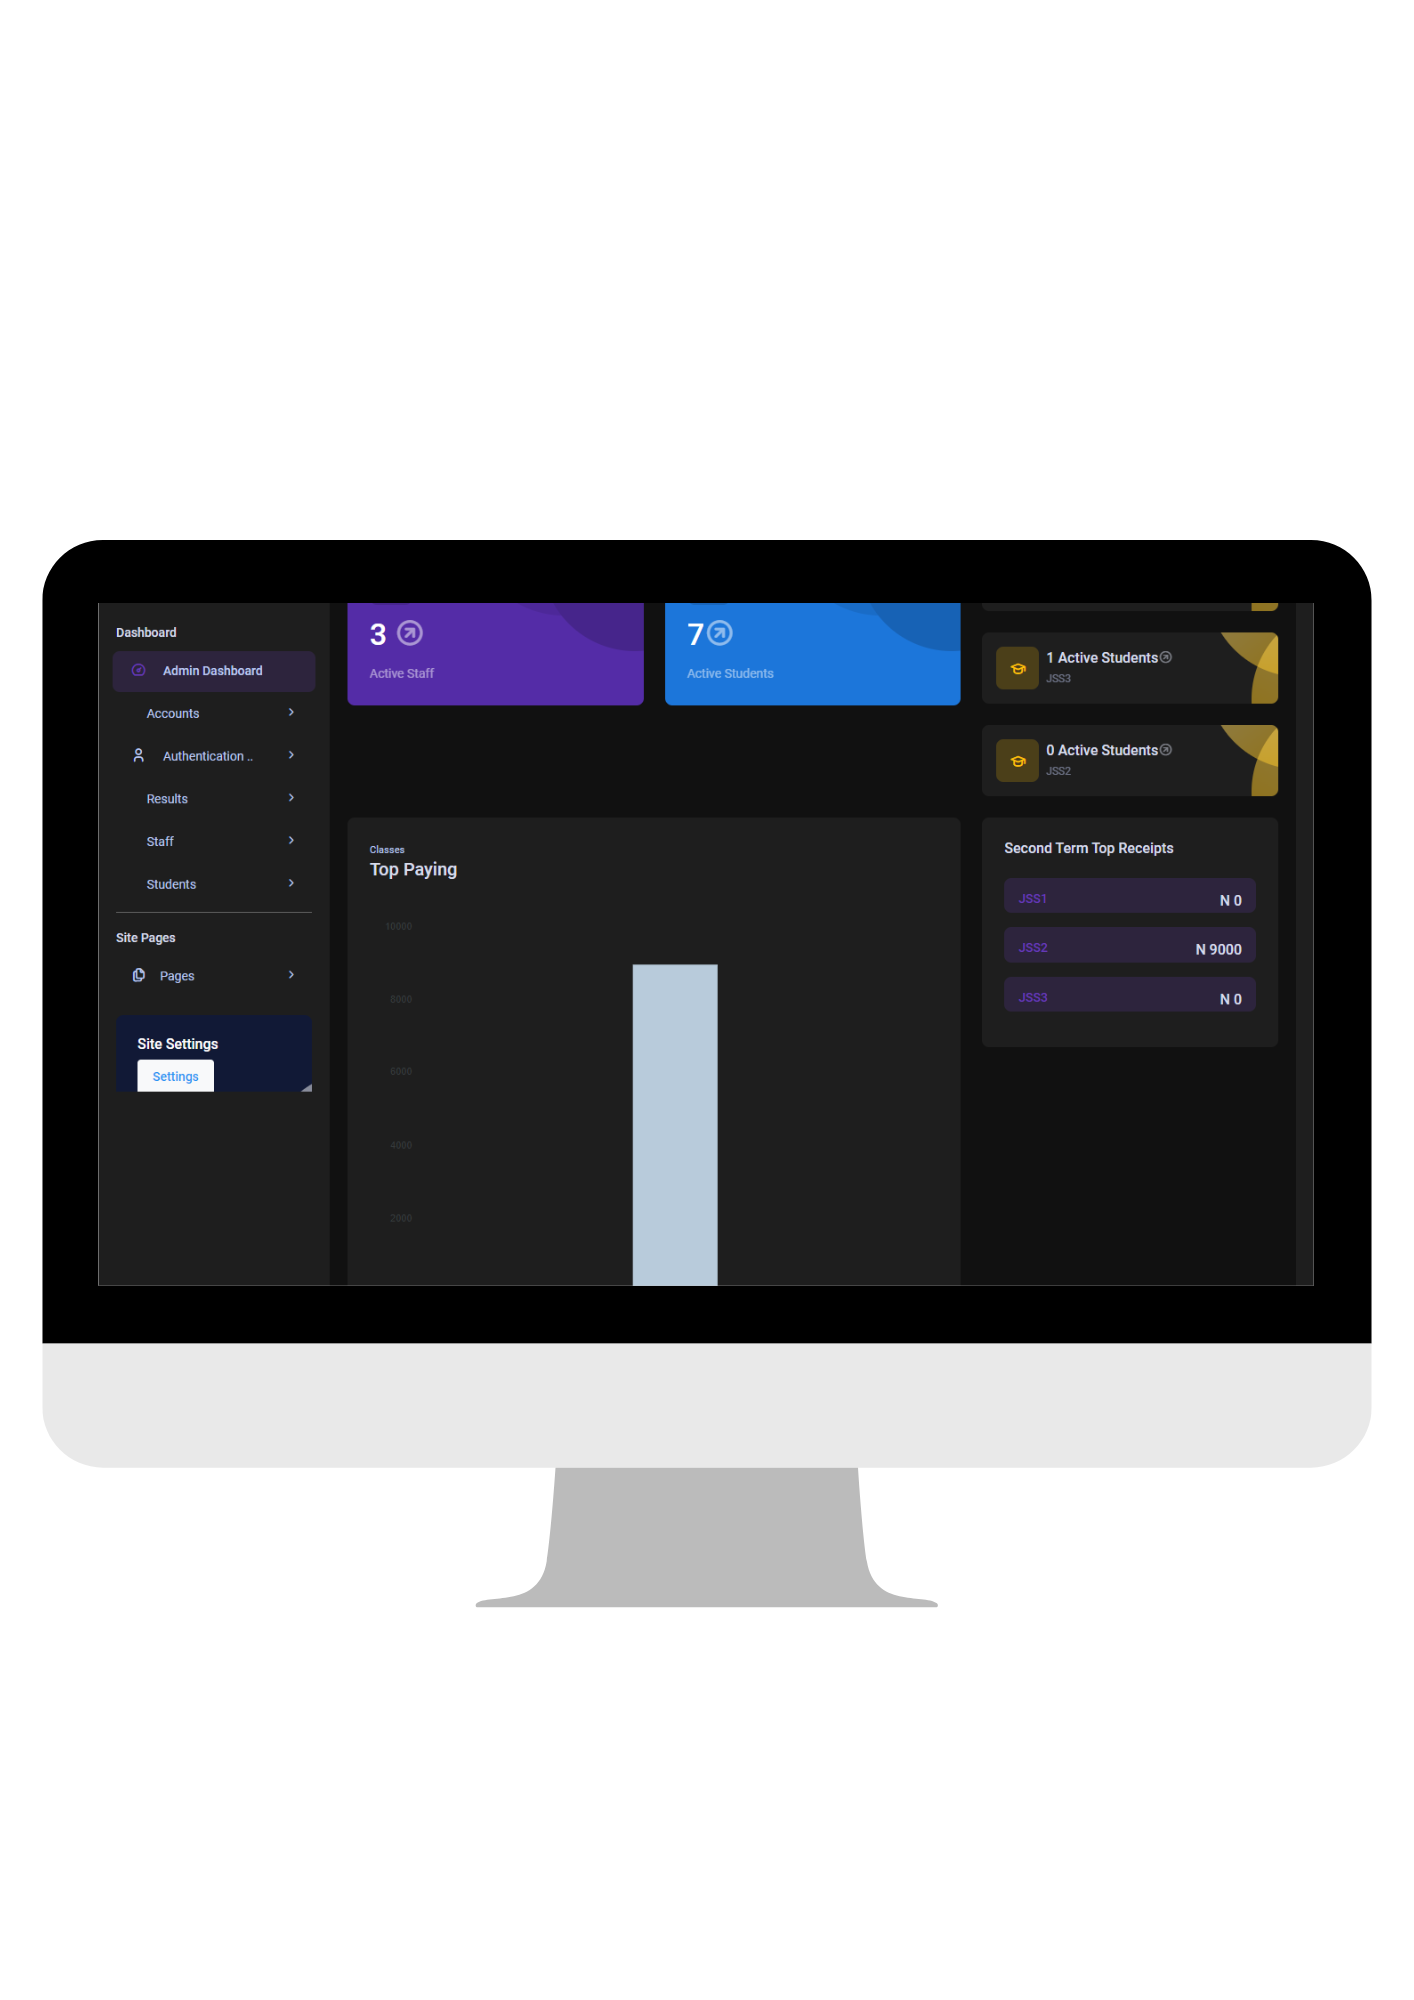 Dashboard
Admin Dashboard
Accounts
Authentication ..
Results
Staff
Students
Site Pages
Pages
Site Settings
Settings
3
Active Staff
7
Active Students
Classes
Top Paying
10000
8000
6000
4000
2000
1 Active Students
JSS3
0 Active Students
JSS2
Second Term Top Receipts
JSS1 N 0
JSS2 N 9000
JSS3 N 0